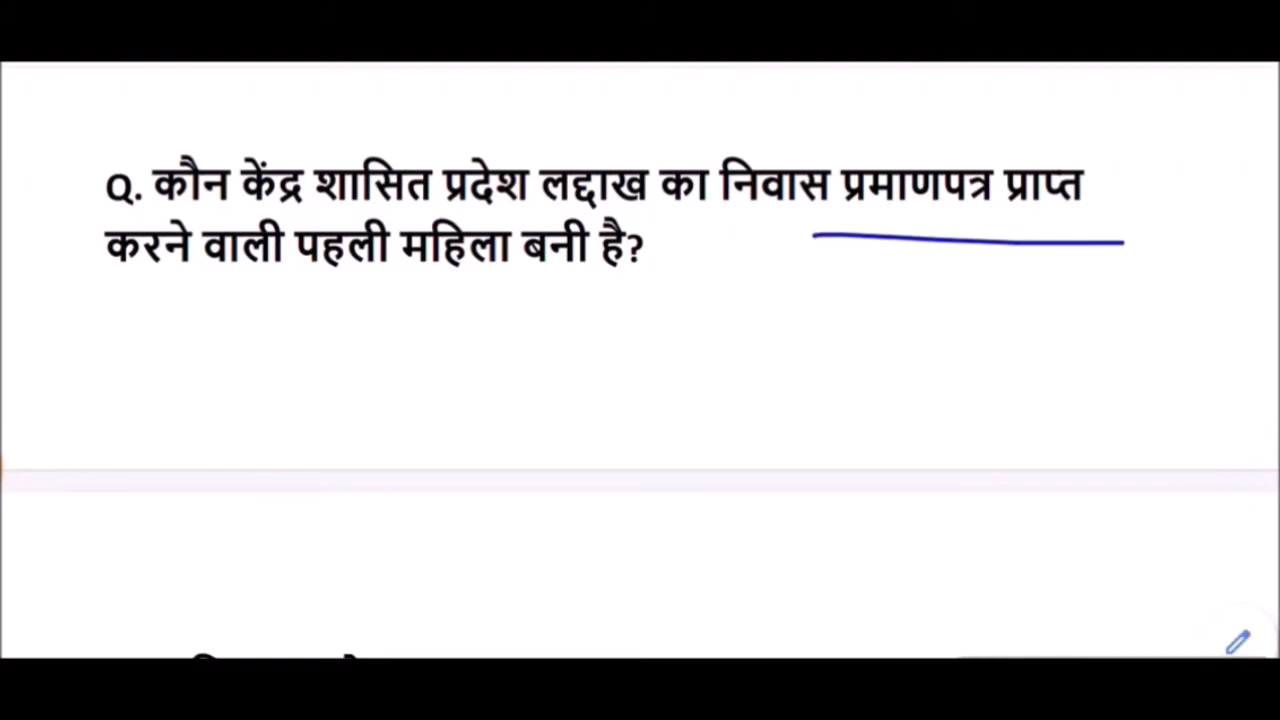 Q. कौन केंद्र शासित प्रदेश लद्दाख का निवास प्रमाणपत्र प्राप्त
करने वाली पहली महिला बनी है?